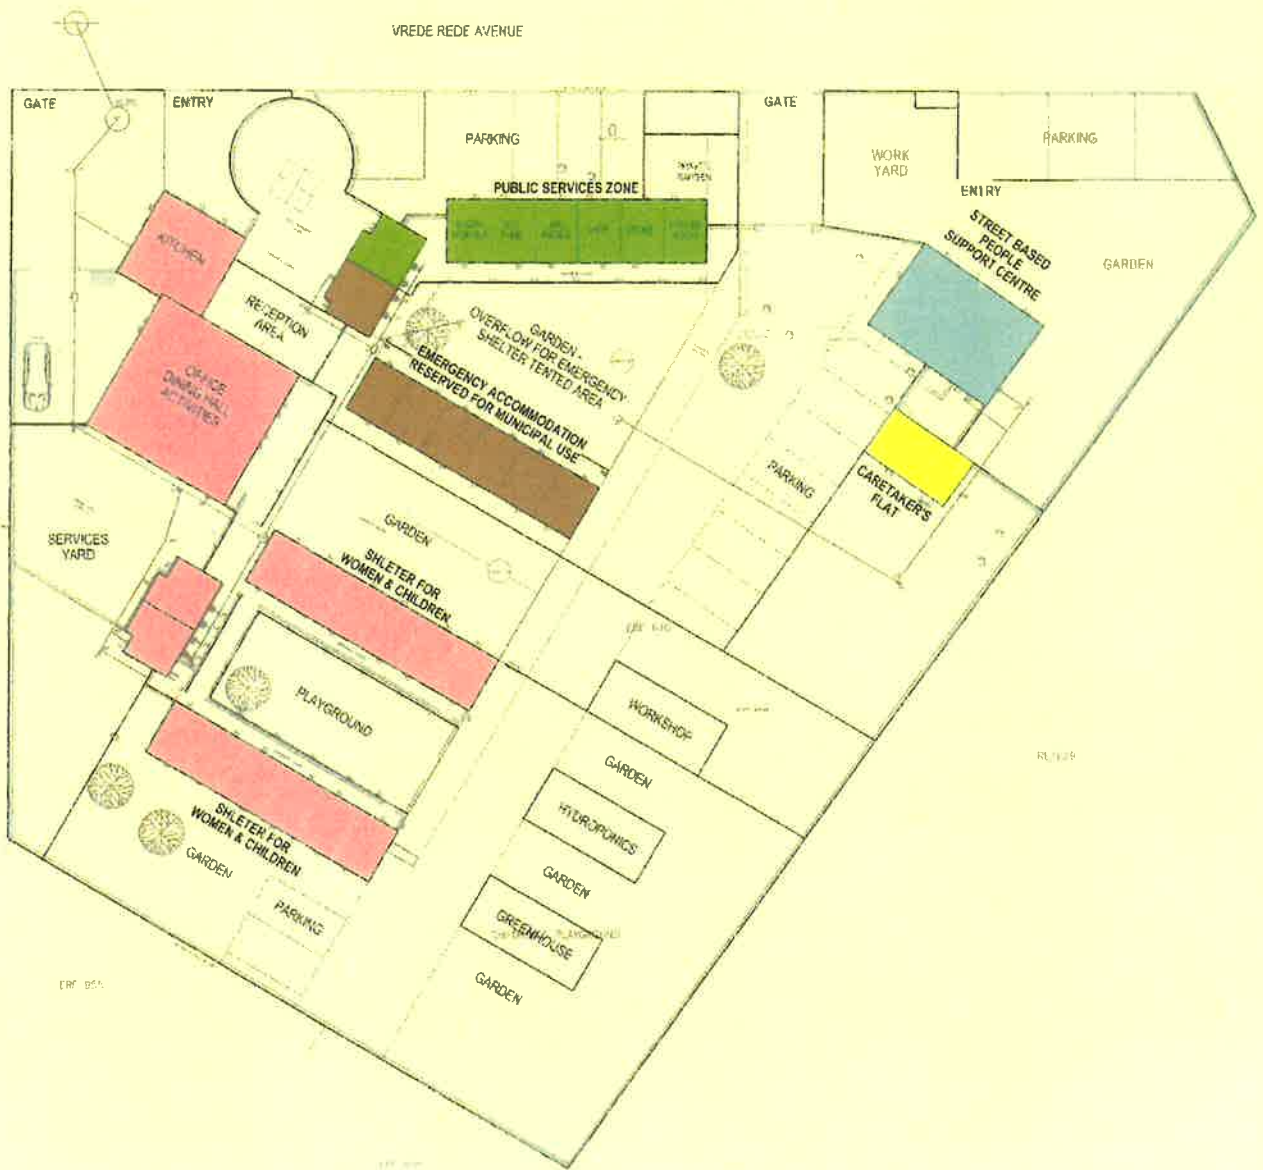 VREDE REDE AVENUE
GATE
ENTRY
GATE
PARKING
PARKING
WORK
YARD
PUBLIC SERVICES ZONE
ENTRY
STREET BASED
PEOPLE
SUPPORT CENTRE
GARDEN
KITCHEN
RECEPTION
AREA
GARDEN -
OVERFLOW FOR EMERGENCY
SHELTER TENTED AREA
EMERGENCY ACCOMMODATION
RESERVED FOR MUNICIPAL USE
OFFICE
DINING HALL
ACTIVITIES
PARKING
CARETAKER'S
FLAT
SERVICES
YARD
GARDEN
SHLETER FOR
WOMEN & CHILDREN
PLAYGROUND
WORKSHOP
GARDEN
HYDROPONICS
SHLETER FOR
WOMEN & CHILDREN
GARDEN
GARDEN
PARKING
GREENHOUSE
GARDEN